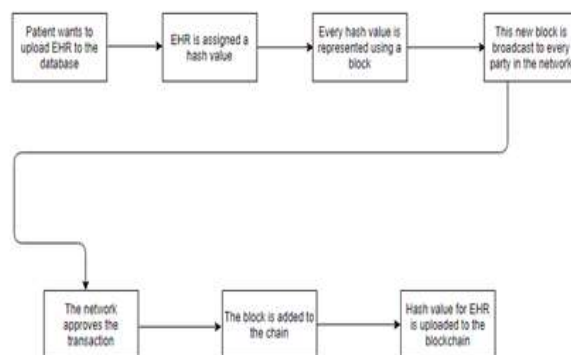 Patient wants to
upload EHR to the
database
EHR is assigned a
hash value
Every hash value is
represented using a
block
This new block is
broadcast to every
party in the network
The network
approves the
transaction
The block is added to
the chain
Hash value for EHR
is uploaded to the
blockchain